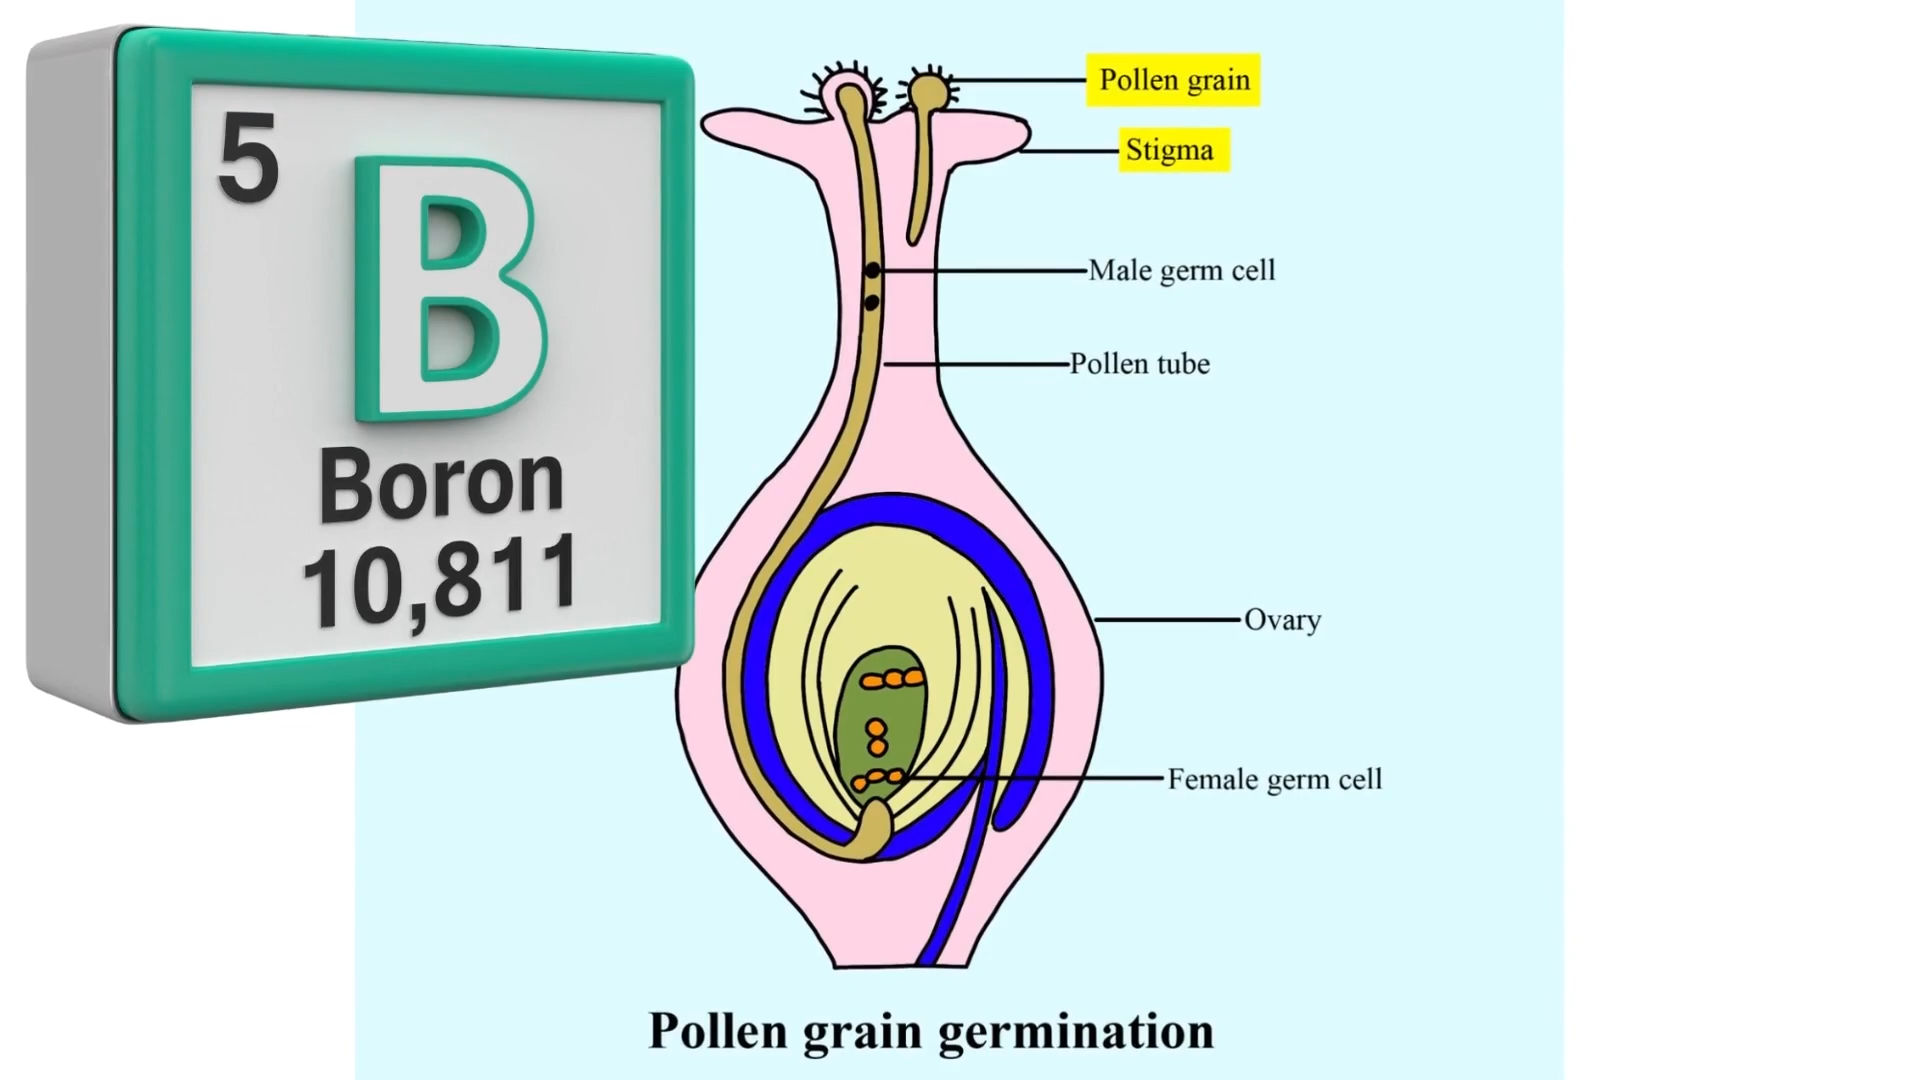 5
B
Boron
10,811
Pollen grain
Stigma
Male germ cell
Pollen tube
Ovary
Female germ cell
Pollen grain germination